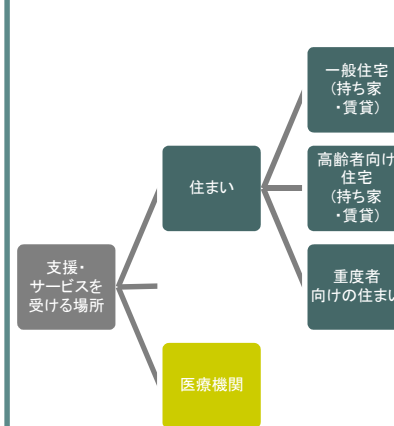 一般住宅
(持ち家
・賃貸)
高齢者向け
住宅
(持ち家
・賃貸)
住まい
重度者
向けの住まい
支援・
サービスを
受ける場所
医療機関